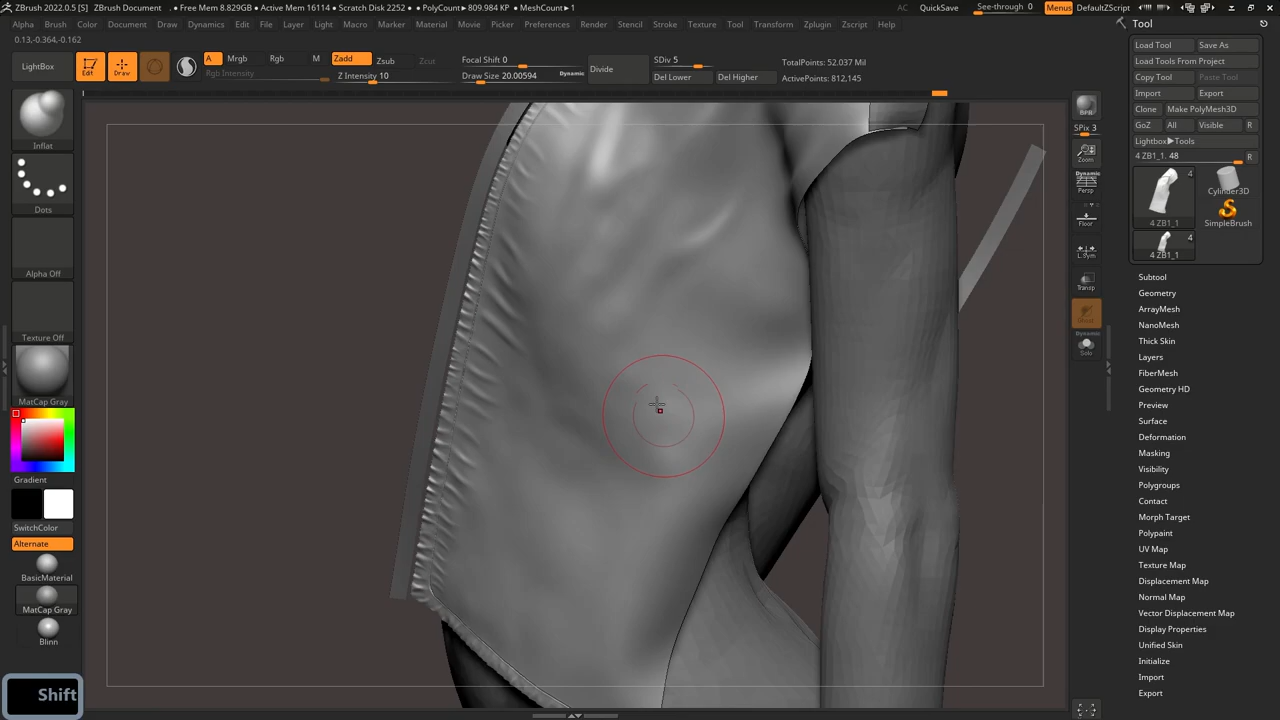 ZBrush 2022.0.5 [S] ZBrush Document , ● Free Mem 8.829GB ● Active Mem 16114 ● Scratch Disk 2252 ● ● PolyCount►809.984 KP ● MeshCount►1 AC QuickSave See-through 0 Menus DefaultZScript
Alpha Brush Color Document Draw Dynamics Edit File Layer Light Macro Marker Material Movie Picker Preferences Render Stencil Stroke Texture Tool Transform Zplugin Zscript Help
0.13,-0.364,-0.162
LightBox
Edit
Draw
A Mrgb Rgb M
Rgb Intensity
Zadd Zsub
Z Intensity 10
Focal Shift 0
Draw Size 20.00594 Dynamic
Divide
SDiv 5
Del Lower Del Higher
TotalPoints: 52.037 Mil
ActivePoints: 812,145
Inflat
Dots
Alpha Off
Texture Off
MatCap Gray
Gradient
SwitchColor
Alternate
BasicMaterial
MatCap Gray
Blinn
Shift
BPR
SPix 3
Zoom
Dynamic
Persp
Floor
L.Sym
Transp
Dynamic
Solo
Tool
Load Tool Save As
Load Tools From Project
Copy Tool Paste Tool
Import Export
Clone Make PolyMesh3D
GoZ All Visible R
Lightbox►Tools
4 ZB1_1. 48 R
4
4 ZB1_1
Cylinder3D
SimpleBrush
4
4 ZB1_1
Subtool
Geometry
ArrayMesh
NanoMesh
Thick Skin
Layers
FiberMesh
Geometry HD
Preview
Surface
Deformation
Masking
Visibility
Polygroups
Contact
Morph Target
Polypaint
UV Map
Texture Map
Displacement Map
Normal Map
Vector Displacement Map
Display Properties
Unified Skin
Initialize
Import
Export